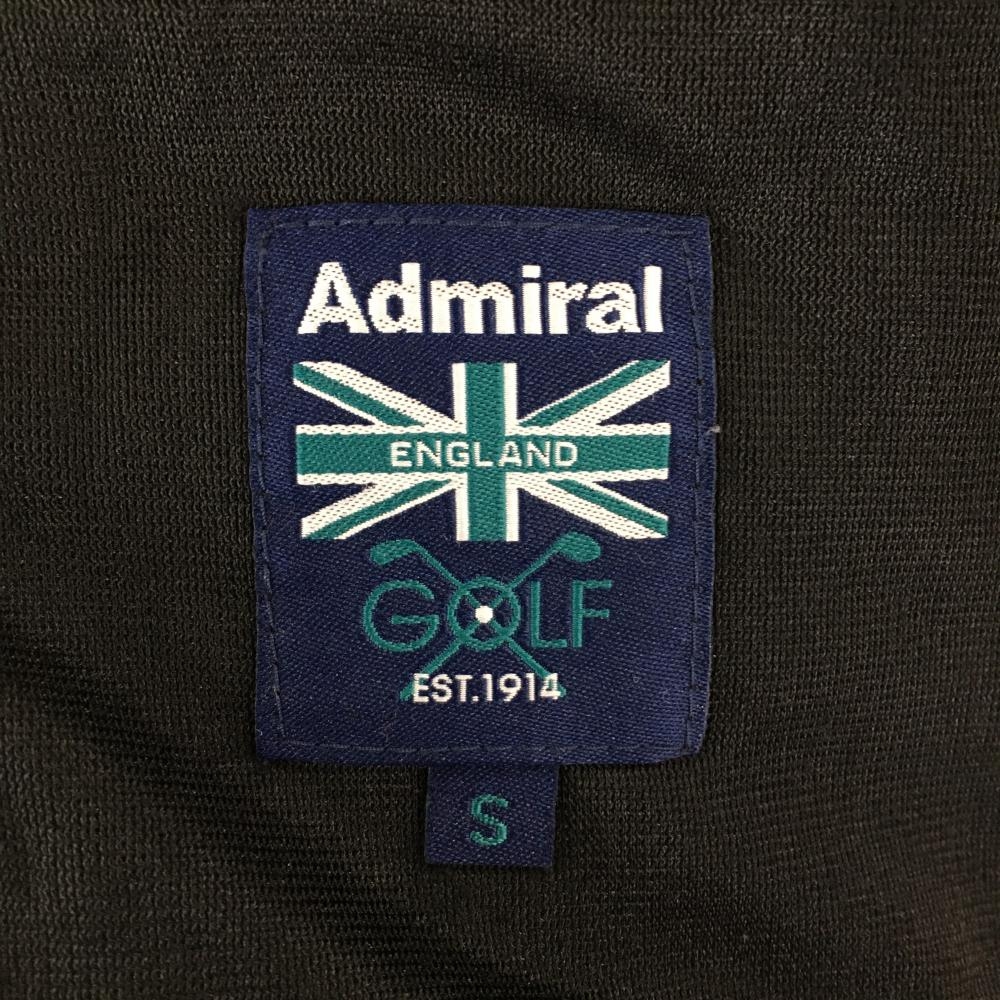 Admiral
ENGLAND
GOLF
EST.1914
S